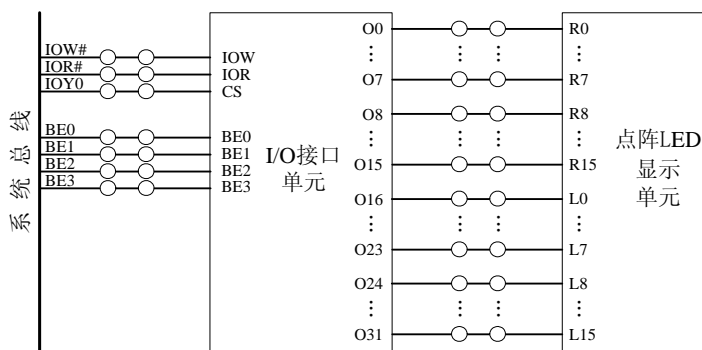 系统总线
IOW#
IOR#
IOY0
BE0
BE1
BE2
BE3
IOW
IOR
CS
BE0
BE1
BE2
BE3
I/O接口
单元
O0
⋮
O7
O8
⋮
O15
O16
⋮
O23
O24
⋮
O31
⋮ ⋮
⋮ ⋮
⋮ ⋮
⋮ ⋮
R0
⋮
R7
R8
⋮
R15
L0
⋮
L7
L8
⋮
L15
点阵LED
显示
单元